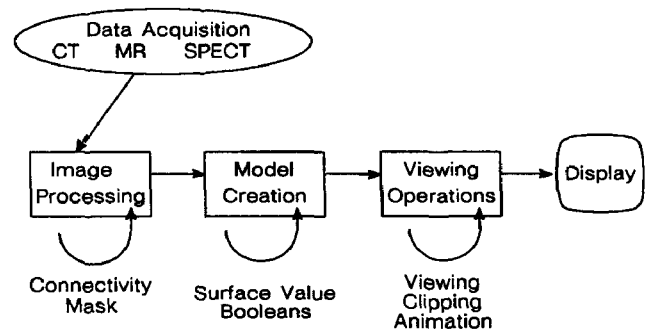 Data Acquisition
CT MR SPECT
Image
Processing
Model
Creation
Viewing
Operations
Display
Connectivity
Mask
Surface Value
Booleans
Viewing
Clipping
Animation